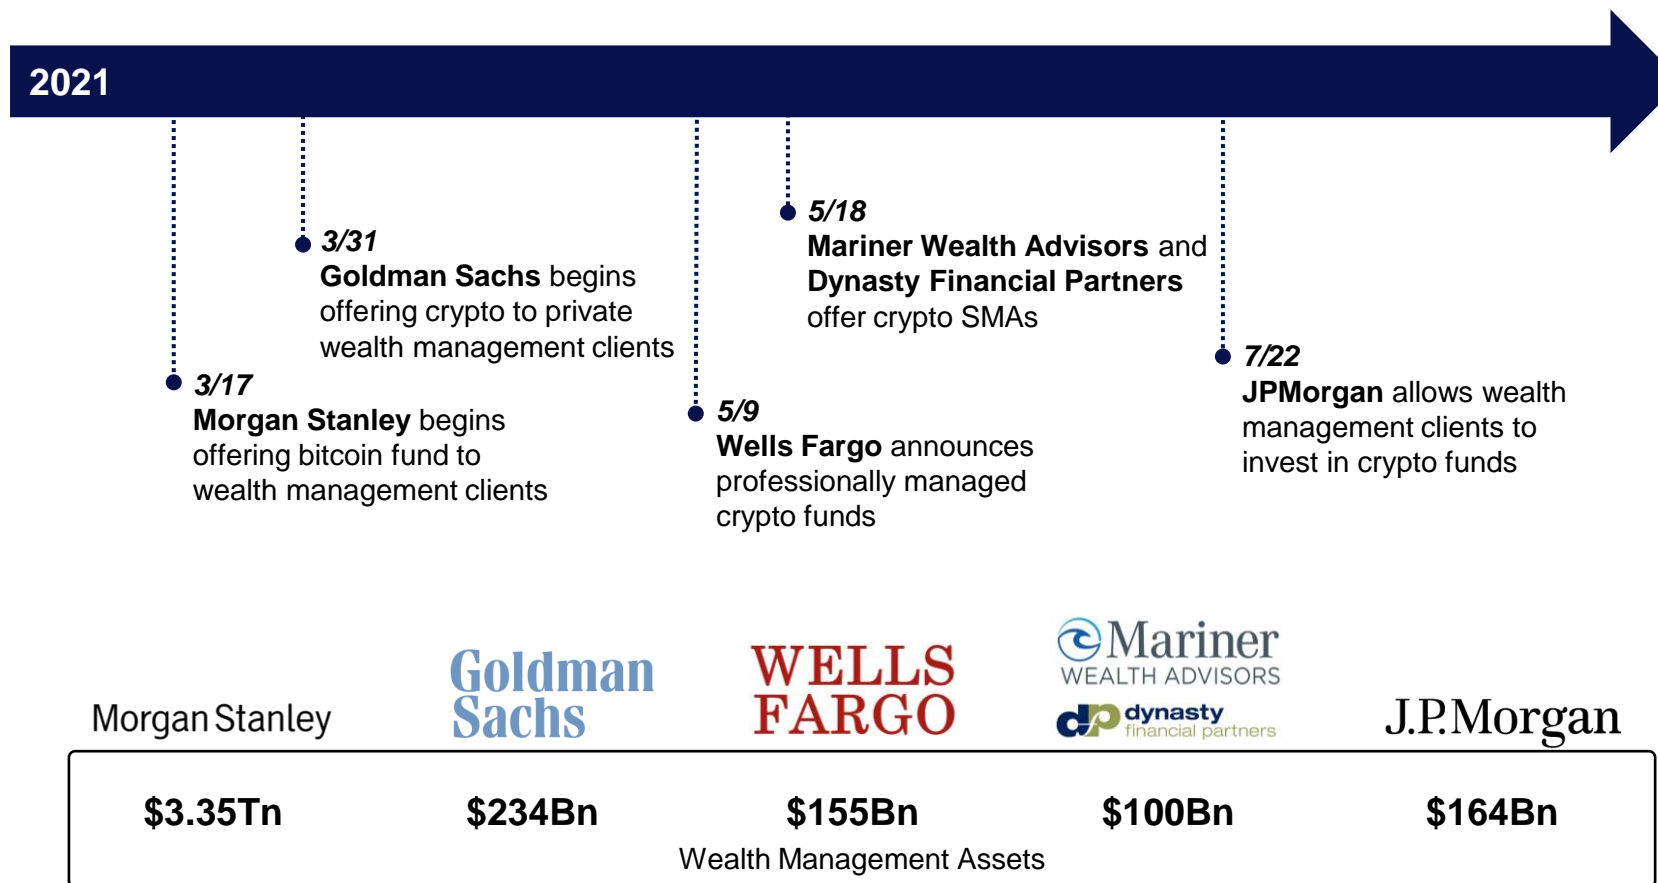 2021
3/31
Goldman Sachs begins
offering crypto to private
wealth management clients
3/17
Morgan Stanley begins
offering bitcoin fund to
wealth management clients
5/18
Mariner Wealth Advisors and
Dynasty Financial Partners
offer crypto SMAs
5/9
Wells Fargo announces
professionally managed
crypto funds
7/22
JPMorgan allows wealth
management clients to
invest in crypto funds
Morgan Stanley
Goldman
Sachs
WELLS
FARGO
Mariner
WEALTH ADVISORS
dp dynasty
financial partners
J.P.Morgan
$3.35Tn
$234Bn
$155Bn
$100Bn
$164Bn
Wealth Management Assets